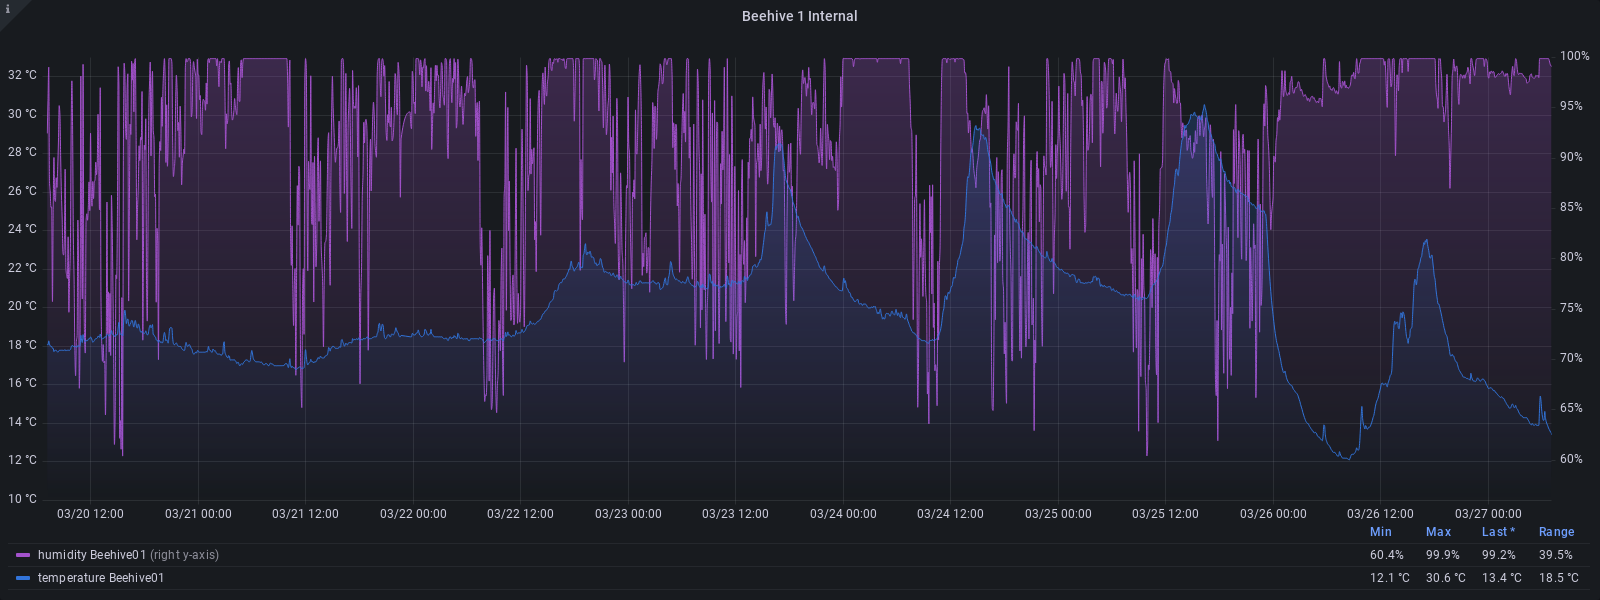 i
Beehive 1 Internal
32 °C
30 °C
28 °C
26 °C
24 °C
22 °C
20 °C
18 °C
16 °C
14 °C
12 °C
10 °C
100%
95%
90%
85%
80%
75%
70%
65%
60%
03/20 12:00 03/21 00:00 03/21 12:00 03/22 00:00 03/22 12:00 03/23 00:00 03/23 12:00 03/24 00:00 03/24 12:00 03/25 00:00 03/25 12:00 03/26 00:00 03/26 12:00 03/27 00:00
Min Max Last * Range
humidity Beehive01 (right y-axis) 60.4% 99.9% 99.2% 39.5%
temperature Beehive01 12.1 °C 30.6 °C 13.4 °C 18.5 °C